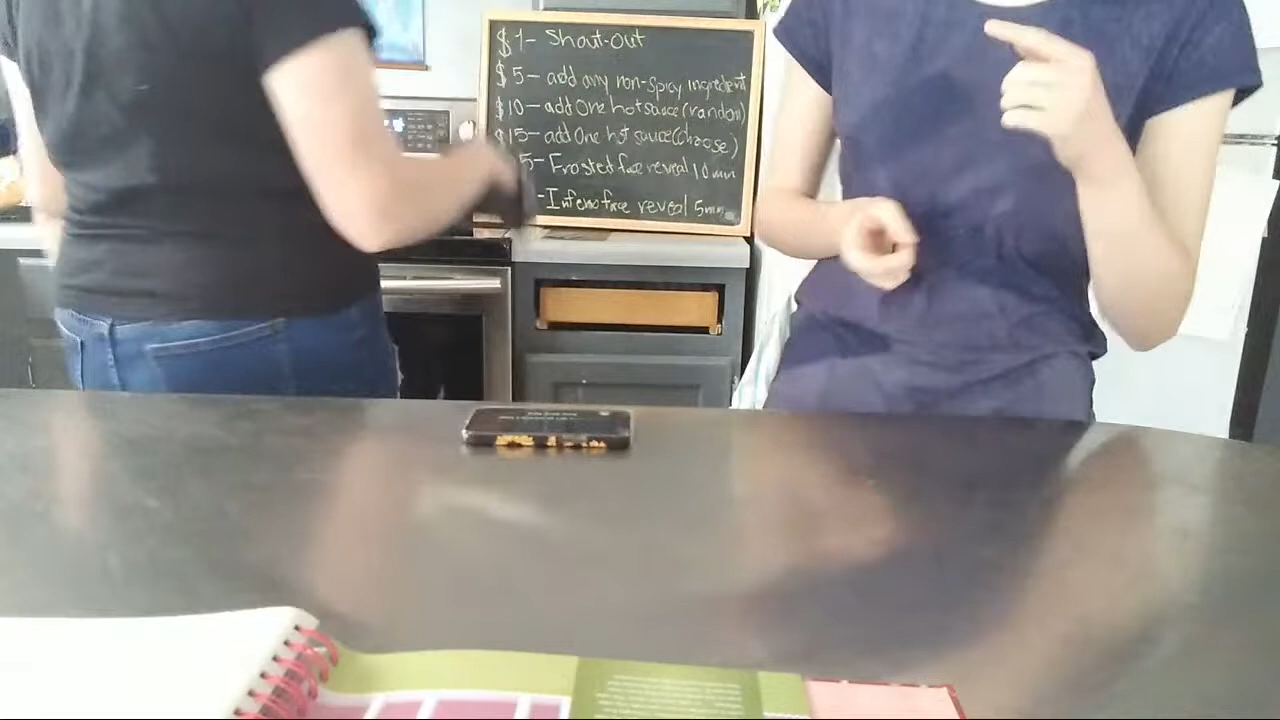 $1- Shout-out
$5- add any non-spicy ingredient
$10- add One hot sauce (random)
$15- add One hot sauce (choose)
5- Frosted face reveal 10 min
-Inferno face reveal 5min